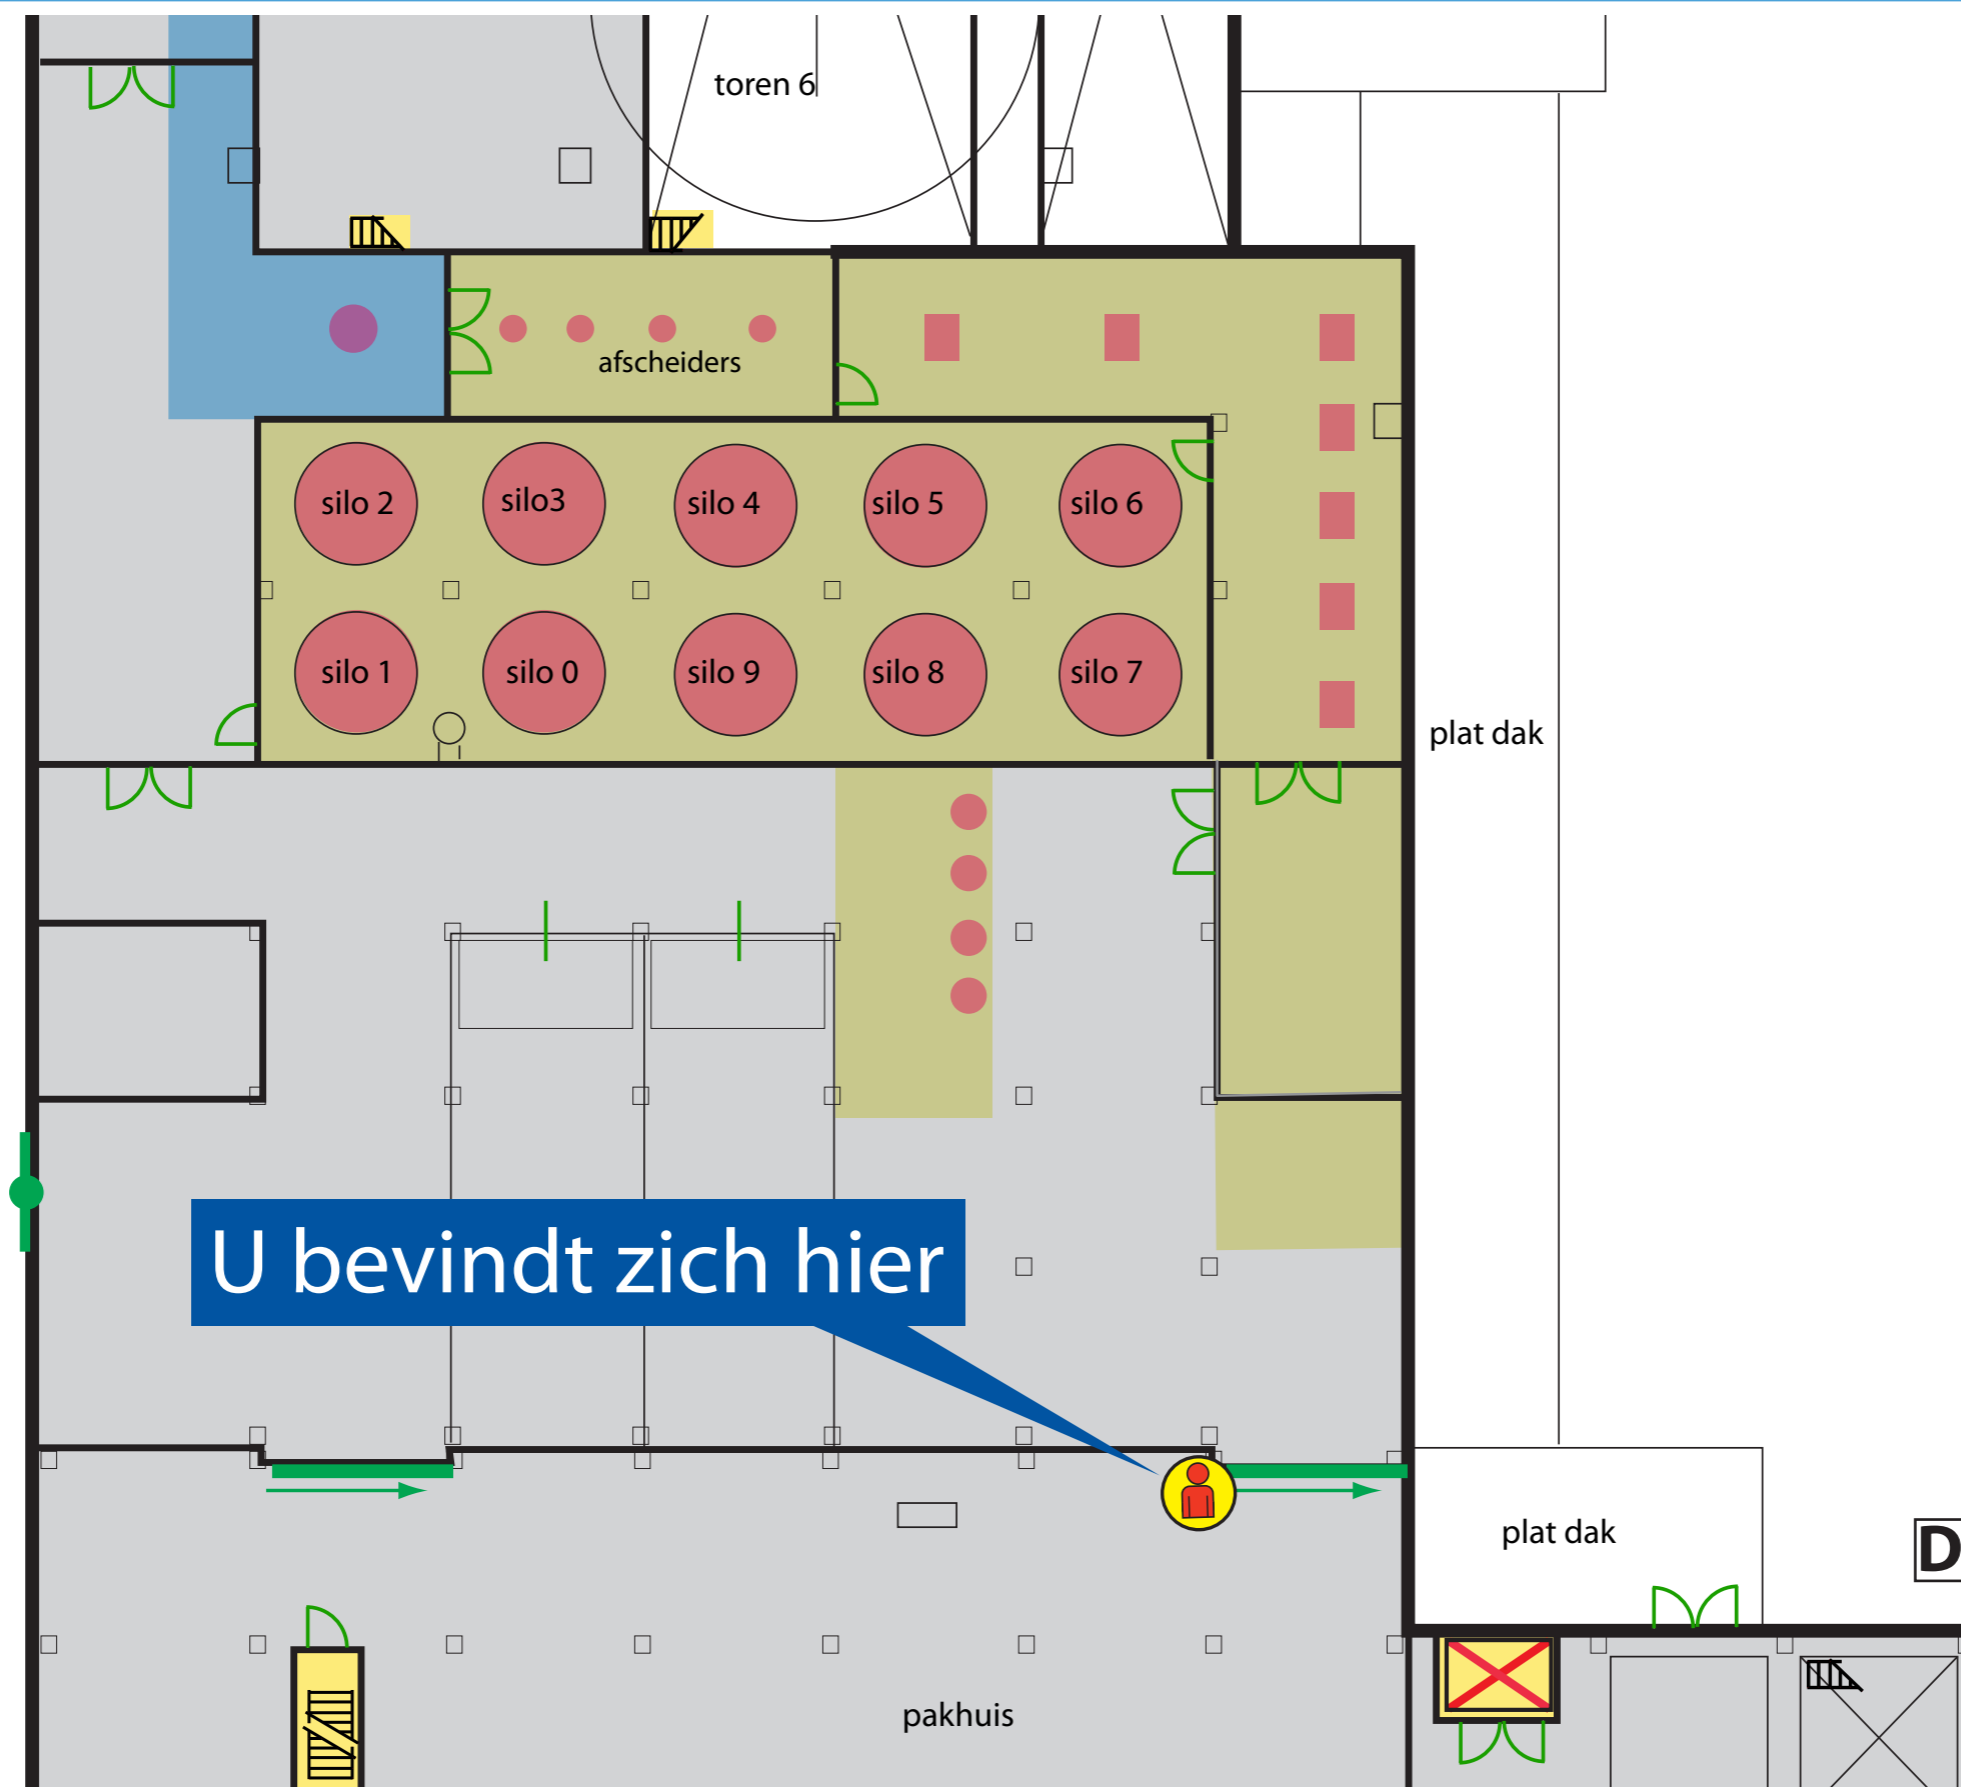 toren 6
afscheiders
silo 2 silo3 silo 4 silo 5 silo 6
silo 1 silo 0 silo 9 silo 8 silo 7
plat dak
U bevindt zich hier
plat dak
D
pakhuis